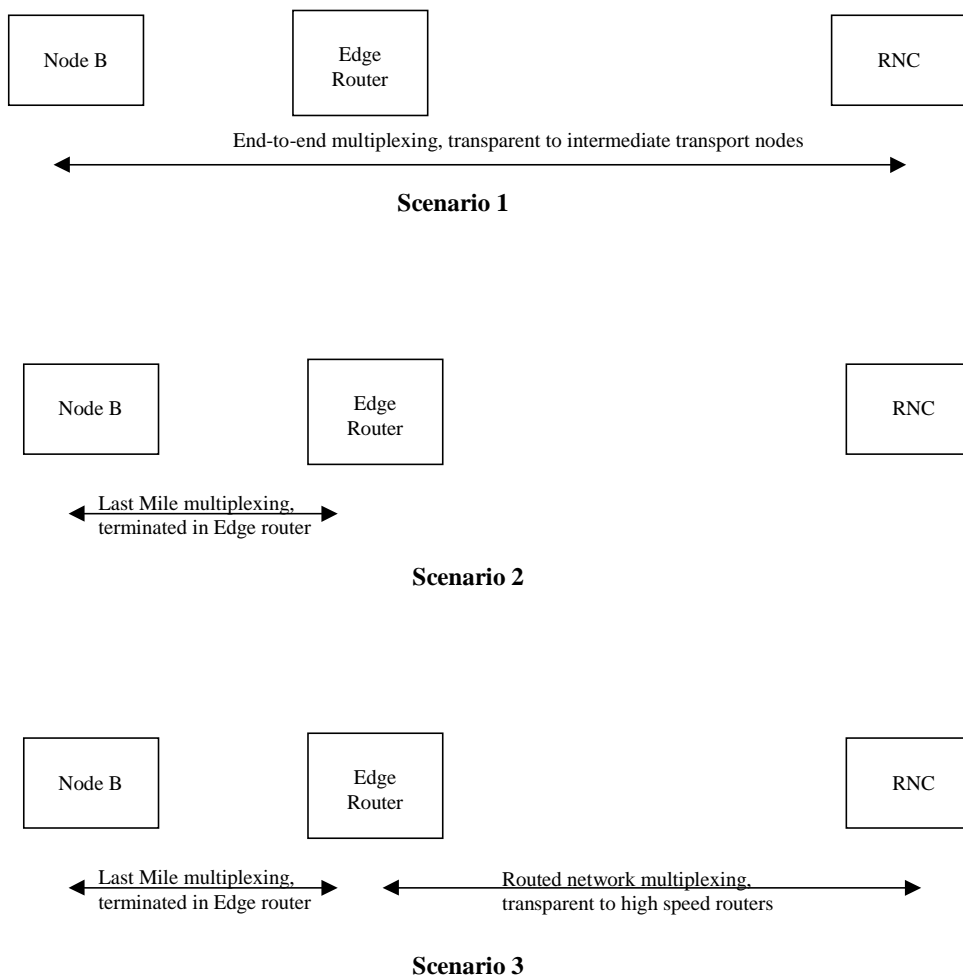 Node B
Edge
Router
RNC
End-to-end multiplexing, transparent to intermediate transport nodes
Scenario 1
Node B
Edge
Router
RNC
Last Mile multiplexing,
terminated in Edge router
Scenario 2
Node B
Edge
Router
RNC
Last Mile multiplexing,
terminated in Edge router
Routed network multiplexing,
transparent to high speed routers
Scenario 3